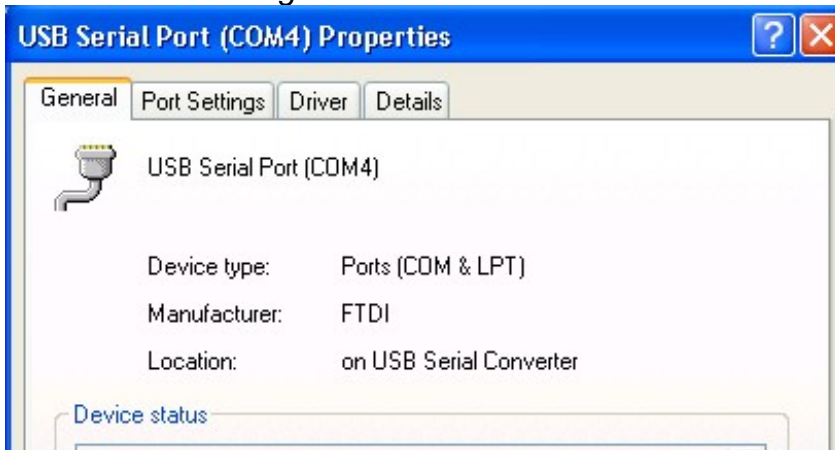 USB Serial Port (COM4) Properties
General Port Settings Driver Details
USB Serial Port (COM4)
Device type: Ports (COM & LPT)
Manufacturer: FTDI
Location: on USB Serial Converter
Device status